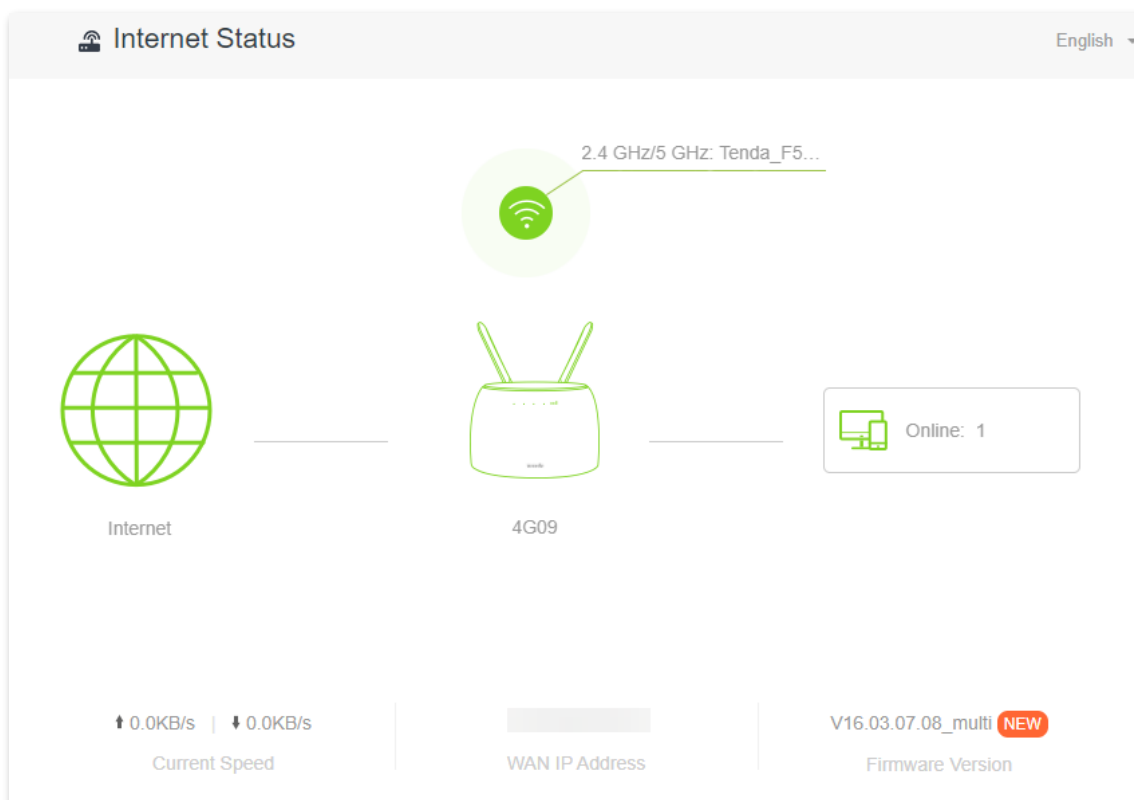 Internet Status
English
2.4 GHz/5 GHz: Tenda_F5...
Online: 1
Internet
4G09
0.0KB/s | 0.0KB/s
V16.03.07.08_multi NEW
Current Speed
WAN IP Address
Firmware Version